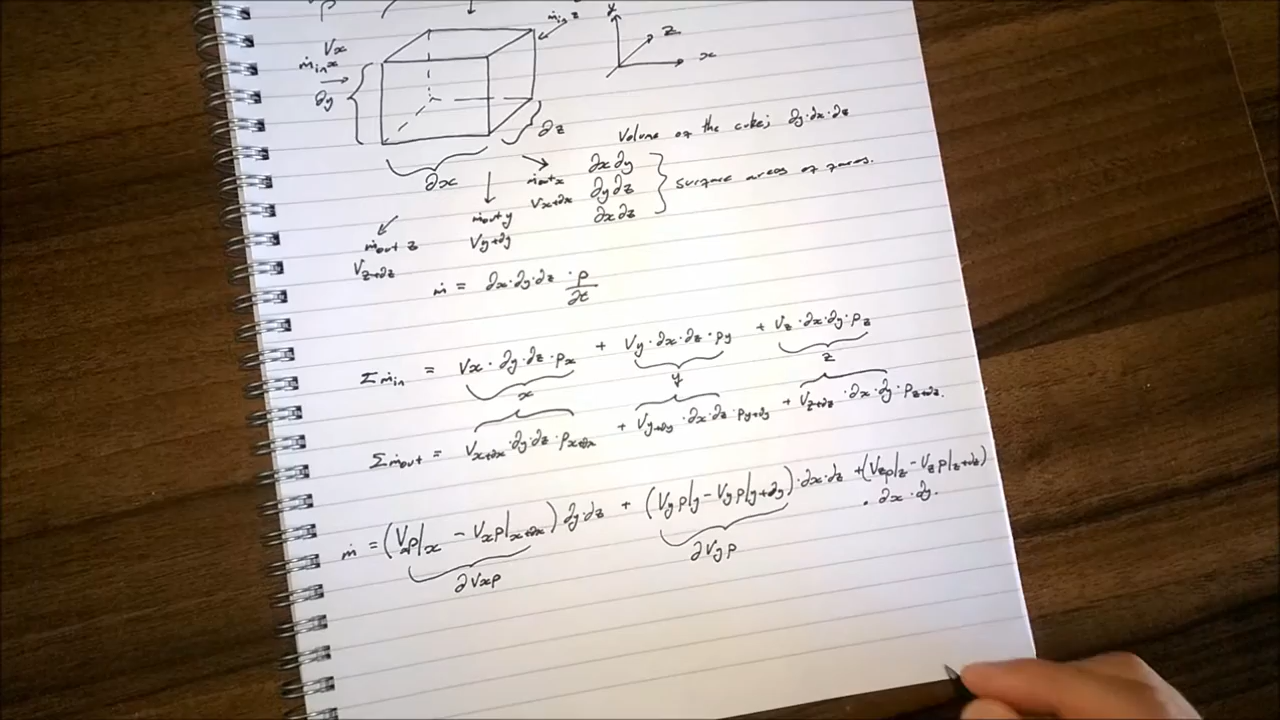 ṁin z
y
z
x
Vx
ṁin x
∂y
∂z
∂x
Volume of the cube; ∂y·∂x·∂z
ṁout x
Vx+∂x
∂x∂y
∂y∂z
∂x∂z
} surface areas of faces.
ṁout y
Vy+∂y
ṁout z
Vz+∂z
ṁ = ∂x·∂y·∂z · ρ/∂t
Σṁin = Vx·∂y·∂z·ρx + Vy·∂x·∂z·ρy + Vz·∂x·∂y·ρz
x y z
Σṁout = Vx+∂x·∂y·∂z·ρx+∂x + Vy+∂y·∂x·∂z·ρy+∂y + Vz+∂z·∂x·∂y·ρz+∂z.
ṁ = (Vxρ|x − Vxρ|x+∂x)∂y·∂z + (Vyρ|y − Vyρ|y+∂y)·∂x·∂z + (Vzρ|z − Vzρ|z+∂z)
· ∂x·∂y.
∂Vxρ ∂Vyρ